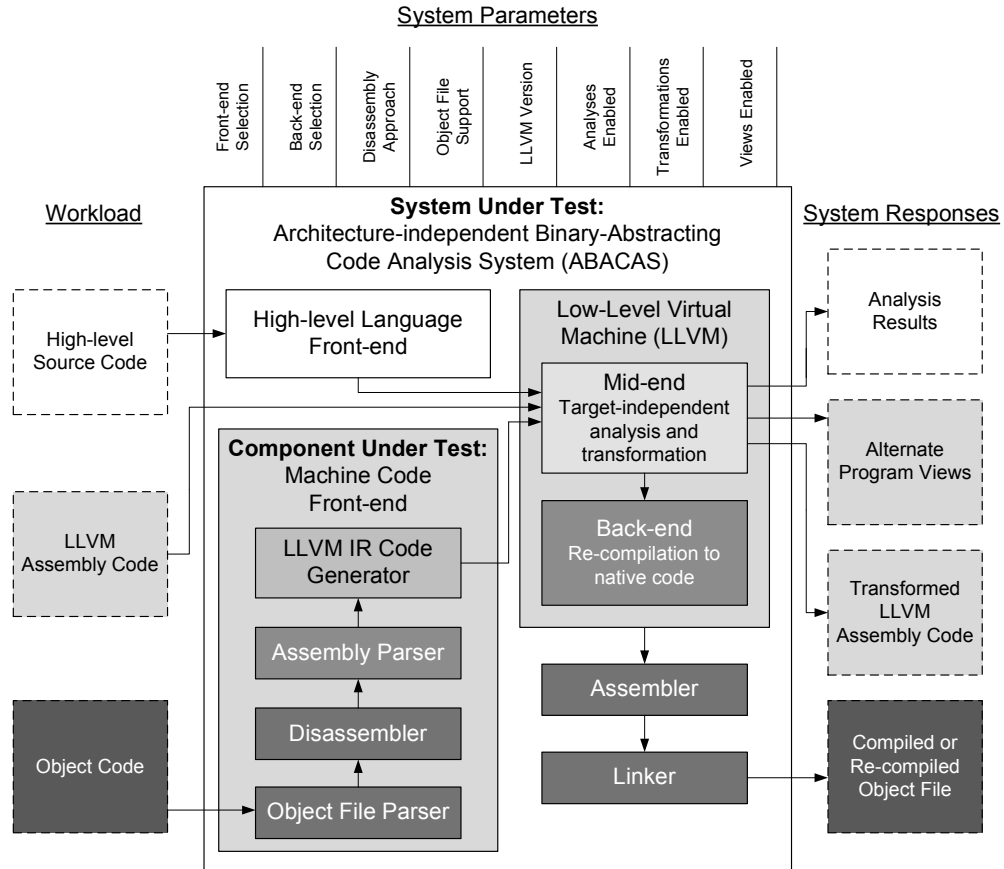 System Parameters
Front-end
Selection
Back-end
Selection
Disassembly
Approach
Object File
Support
LLVM Version
Analyses
Enabled
Transformations
Enabled
Views Enabled
Workload
System Responses
System Under Test:
Architecture-independent Binary-Abstracting
Code Analysis System (ABACAS)
High-level
Source Code
High-level Language
Front-end
Low-Level Virtual
Machine (LLVM)
Mid-end
Target-independent
analysis and
transformation
Analysis
Results
Component Under Test:
Machine Code
Front-end
Alternate
Program Views
LLVM
Assembly Code
LLVM IR Code
Generator
Back-end
Re-compilation to
native code
Transformed
LLVM
Assembly Code
Assembly Parser
Assembler
Disassembler
Object Code
Linker
Compiled or
Re-compiled
Object File
Object File Parser